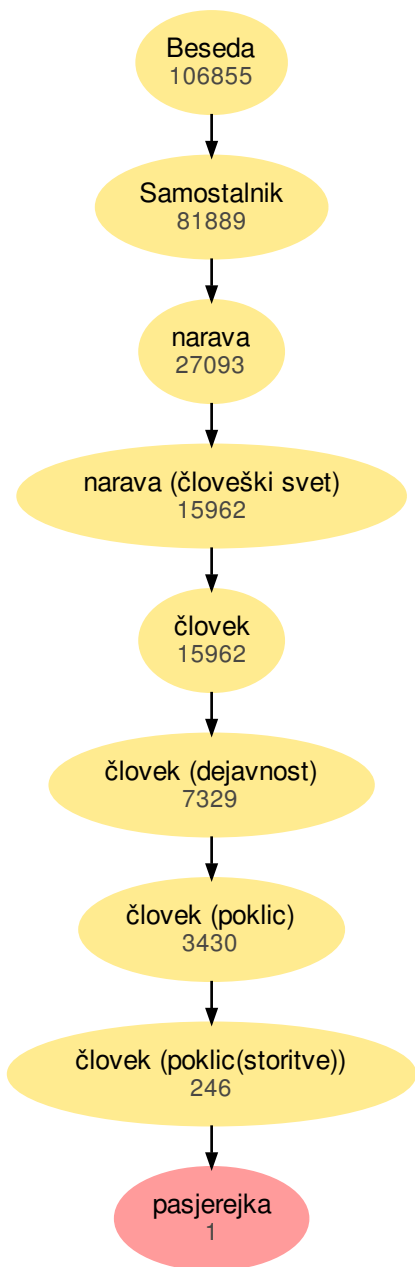 Beseda
106855
Samostalnik
81889
narava
27093
narava (človeški svet)
15962
človek
15962
človek (dejavnost)
7329
človek (poklic)
3430
človek (poklic(storitve))
246
pasjerejka
1